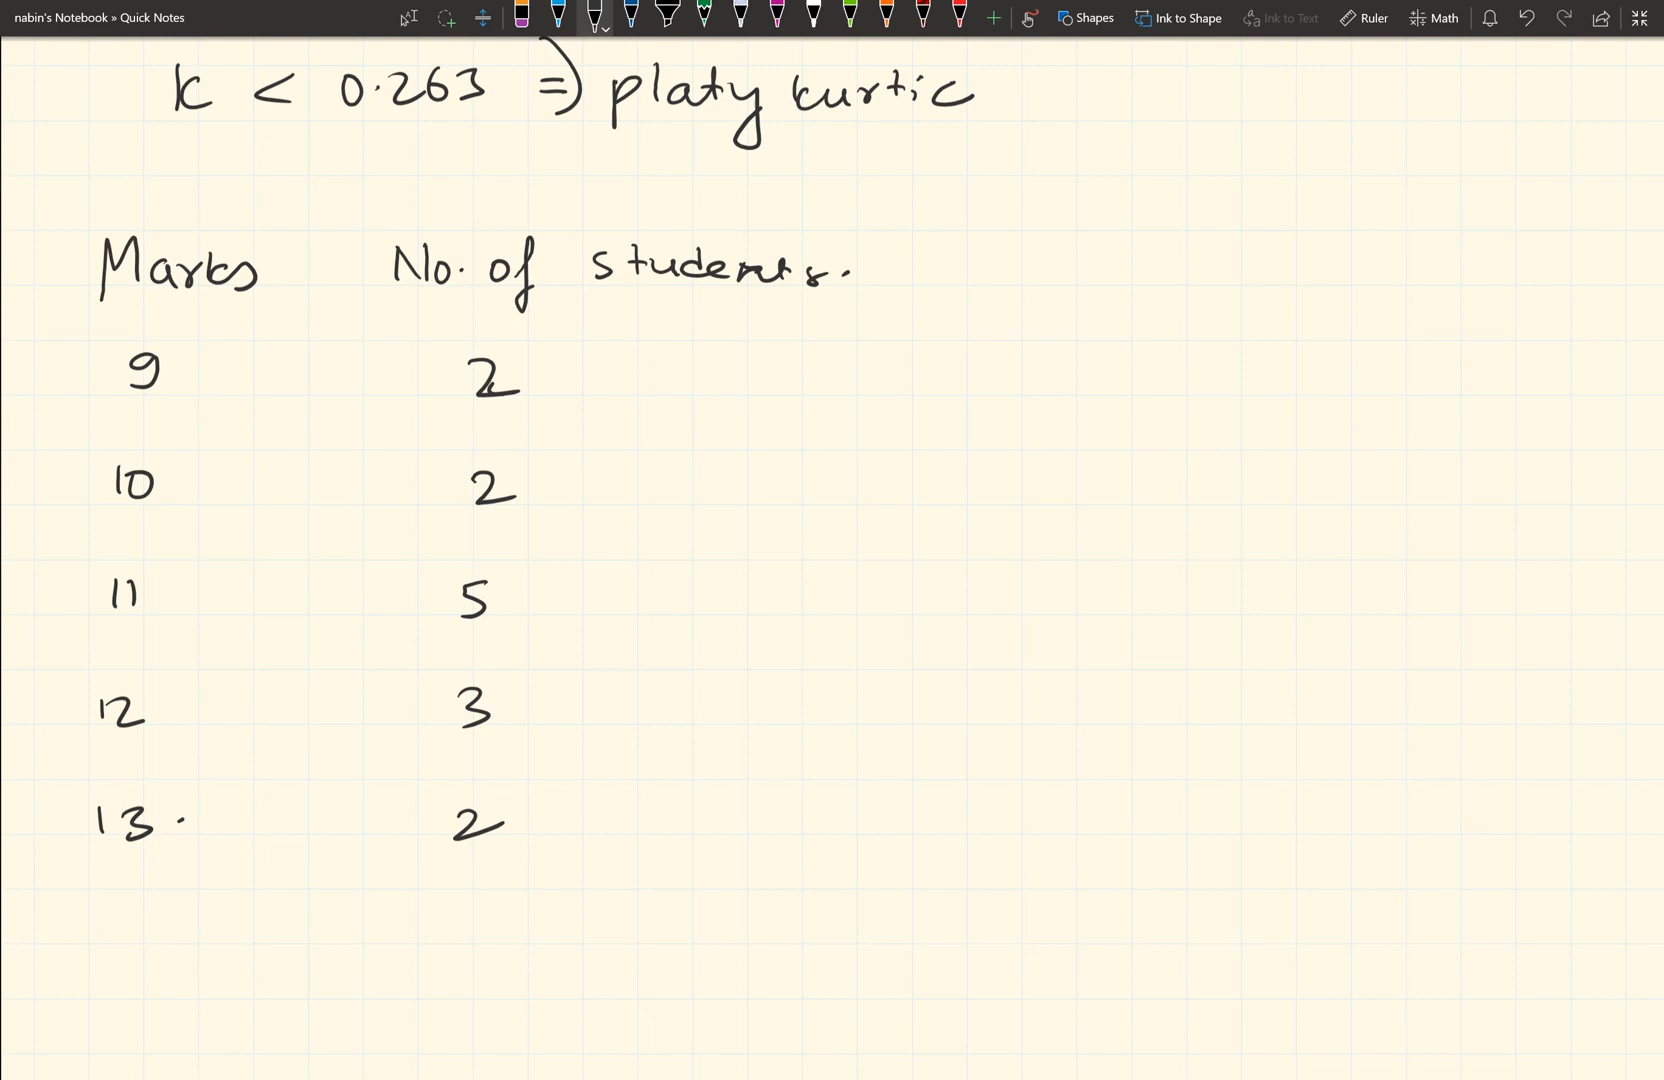 nabin's Notebook » Quick Notes
Shapes Ink to Shape Ink to Text Ruler Math
k < 0.263 => platy kurtic
Marks No. of students.
9 2
10 2
11 5
12 3
13. 2